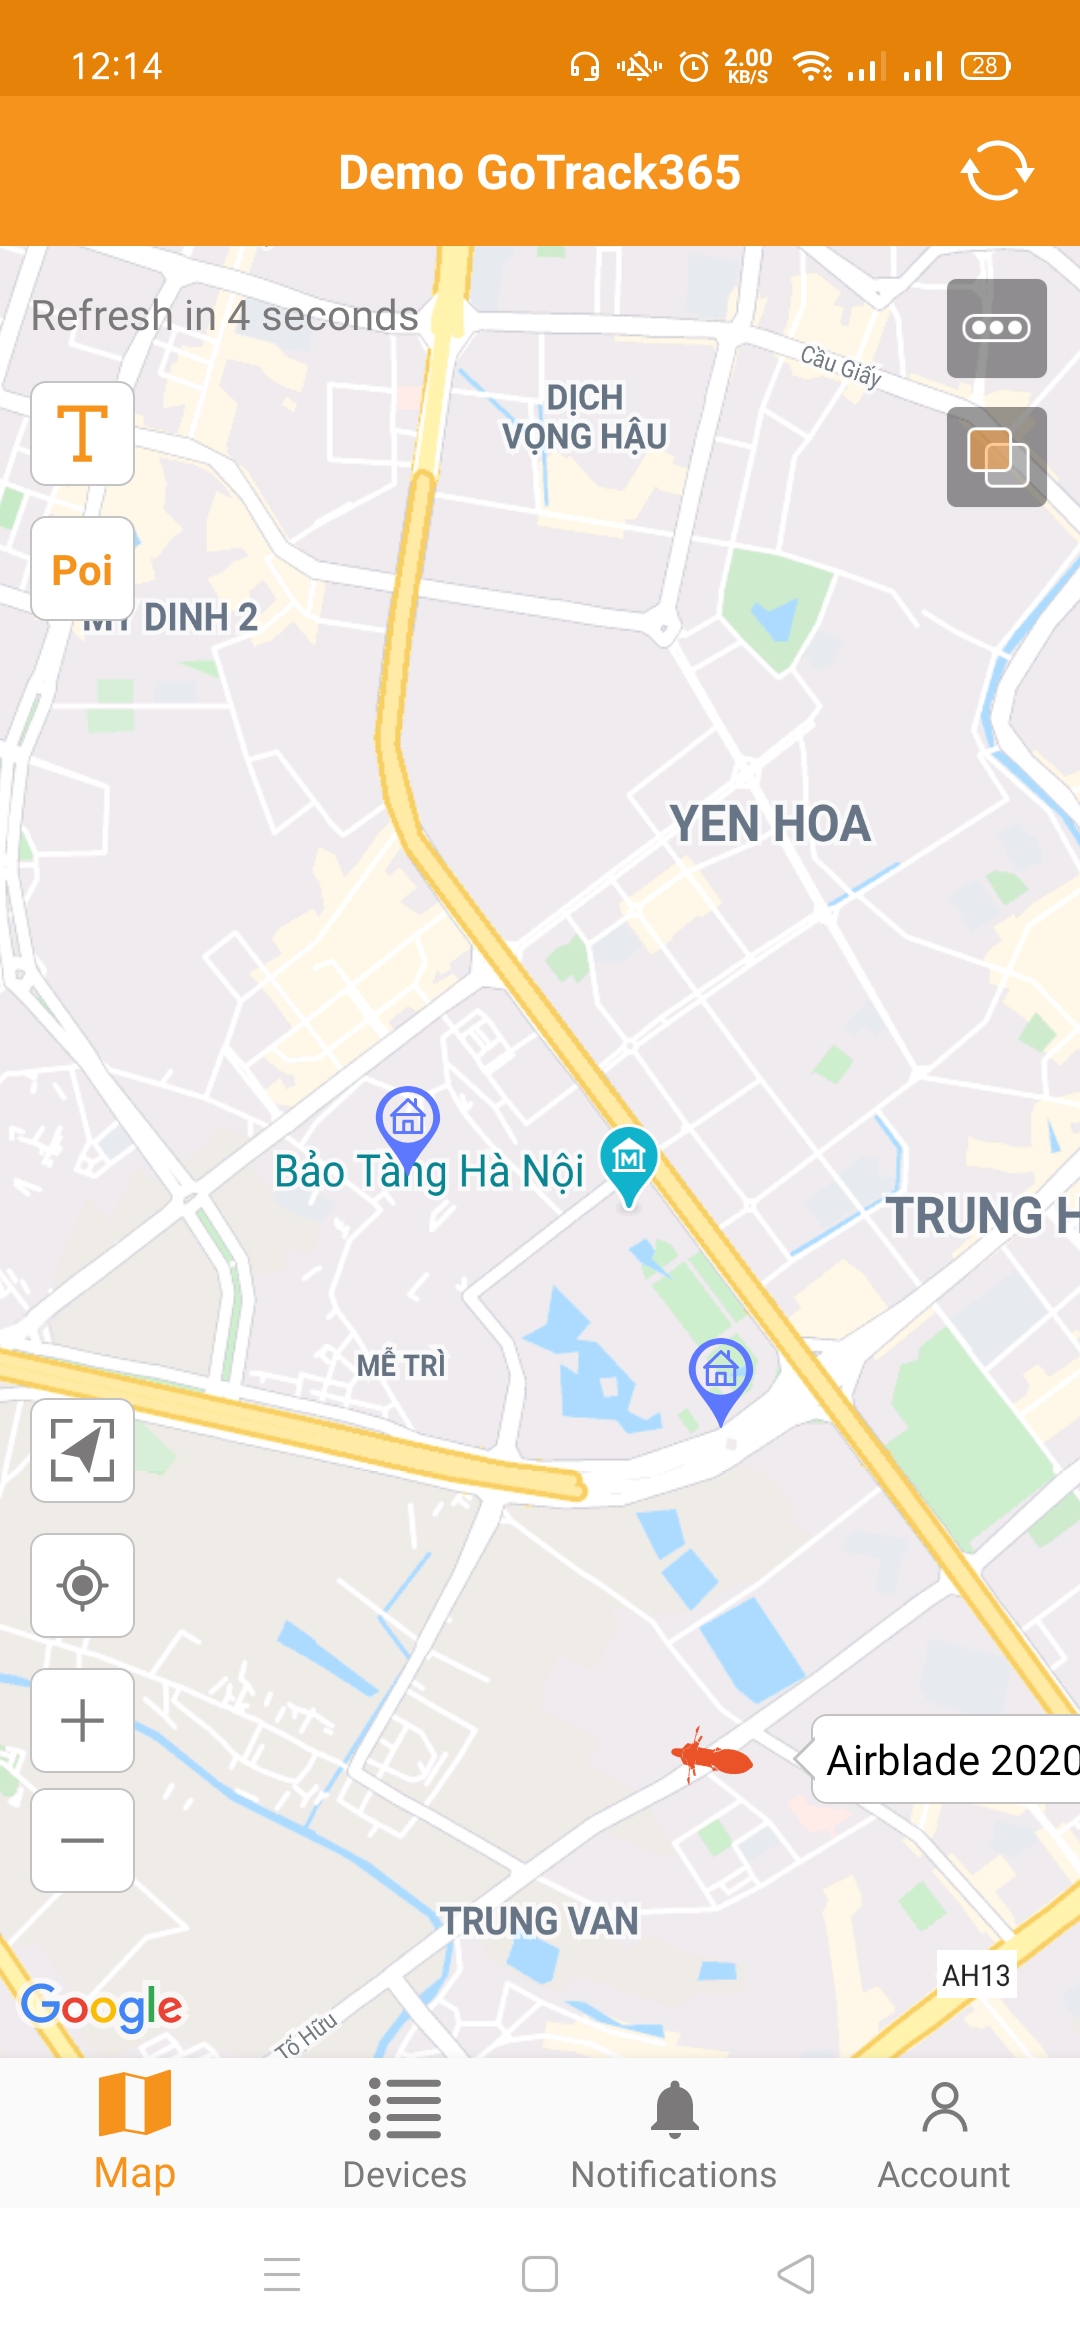 12:14
2.00
KB/S
28
Demo GoTrack365
Refresh in 4 seconds
Cầu Giấy
DỊCH
VỌNG HẬU
T
Poi
MY DINH 2
YEN HOA
Bảo Tàng Hà Nội
M
TRUNG H
MỄ TRÌ
Airblade 2020
TRUNG VAN
AH13
Google
Tố Hữu
Map
Devices
Notifications
Account